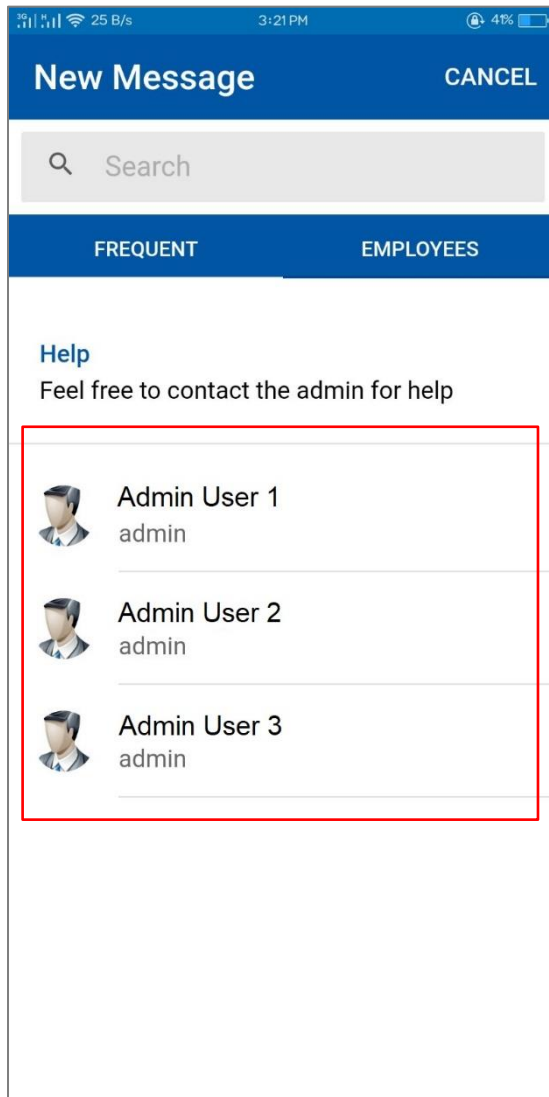 3G H 25 B/s 3:21 PM 41%
New Message CANCEL
Search
FREQUENT EMPLOYEES
Help
Feel free to contact the admin for help
Admin User 1
admin
Admin User 2
admin
Admin User 3
admin